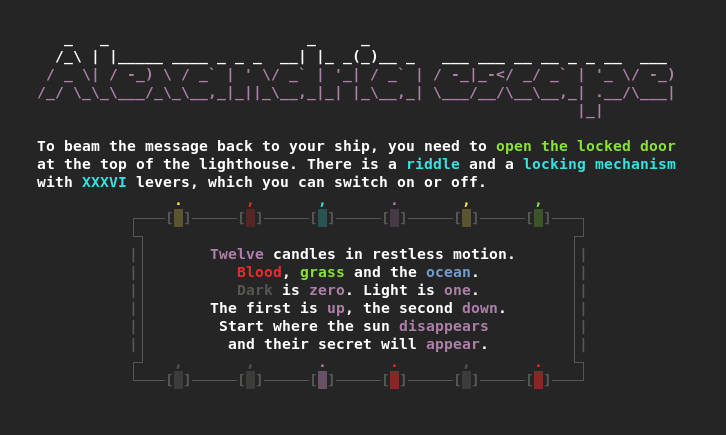 Alexandria escape
To beam the message back to your ship, you need to open the locked door
at the top of the lighthouse. There is a riddle and a locking mechanism
with XXXVI levers, which you can switch on or off.
Twelve candles in restless motion.
Blood, grass and the ocean.
Dark is zero. Light is one.
The first is up, the second down.
Start where the sun disappears
and their secret will appear.